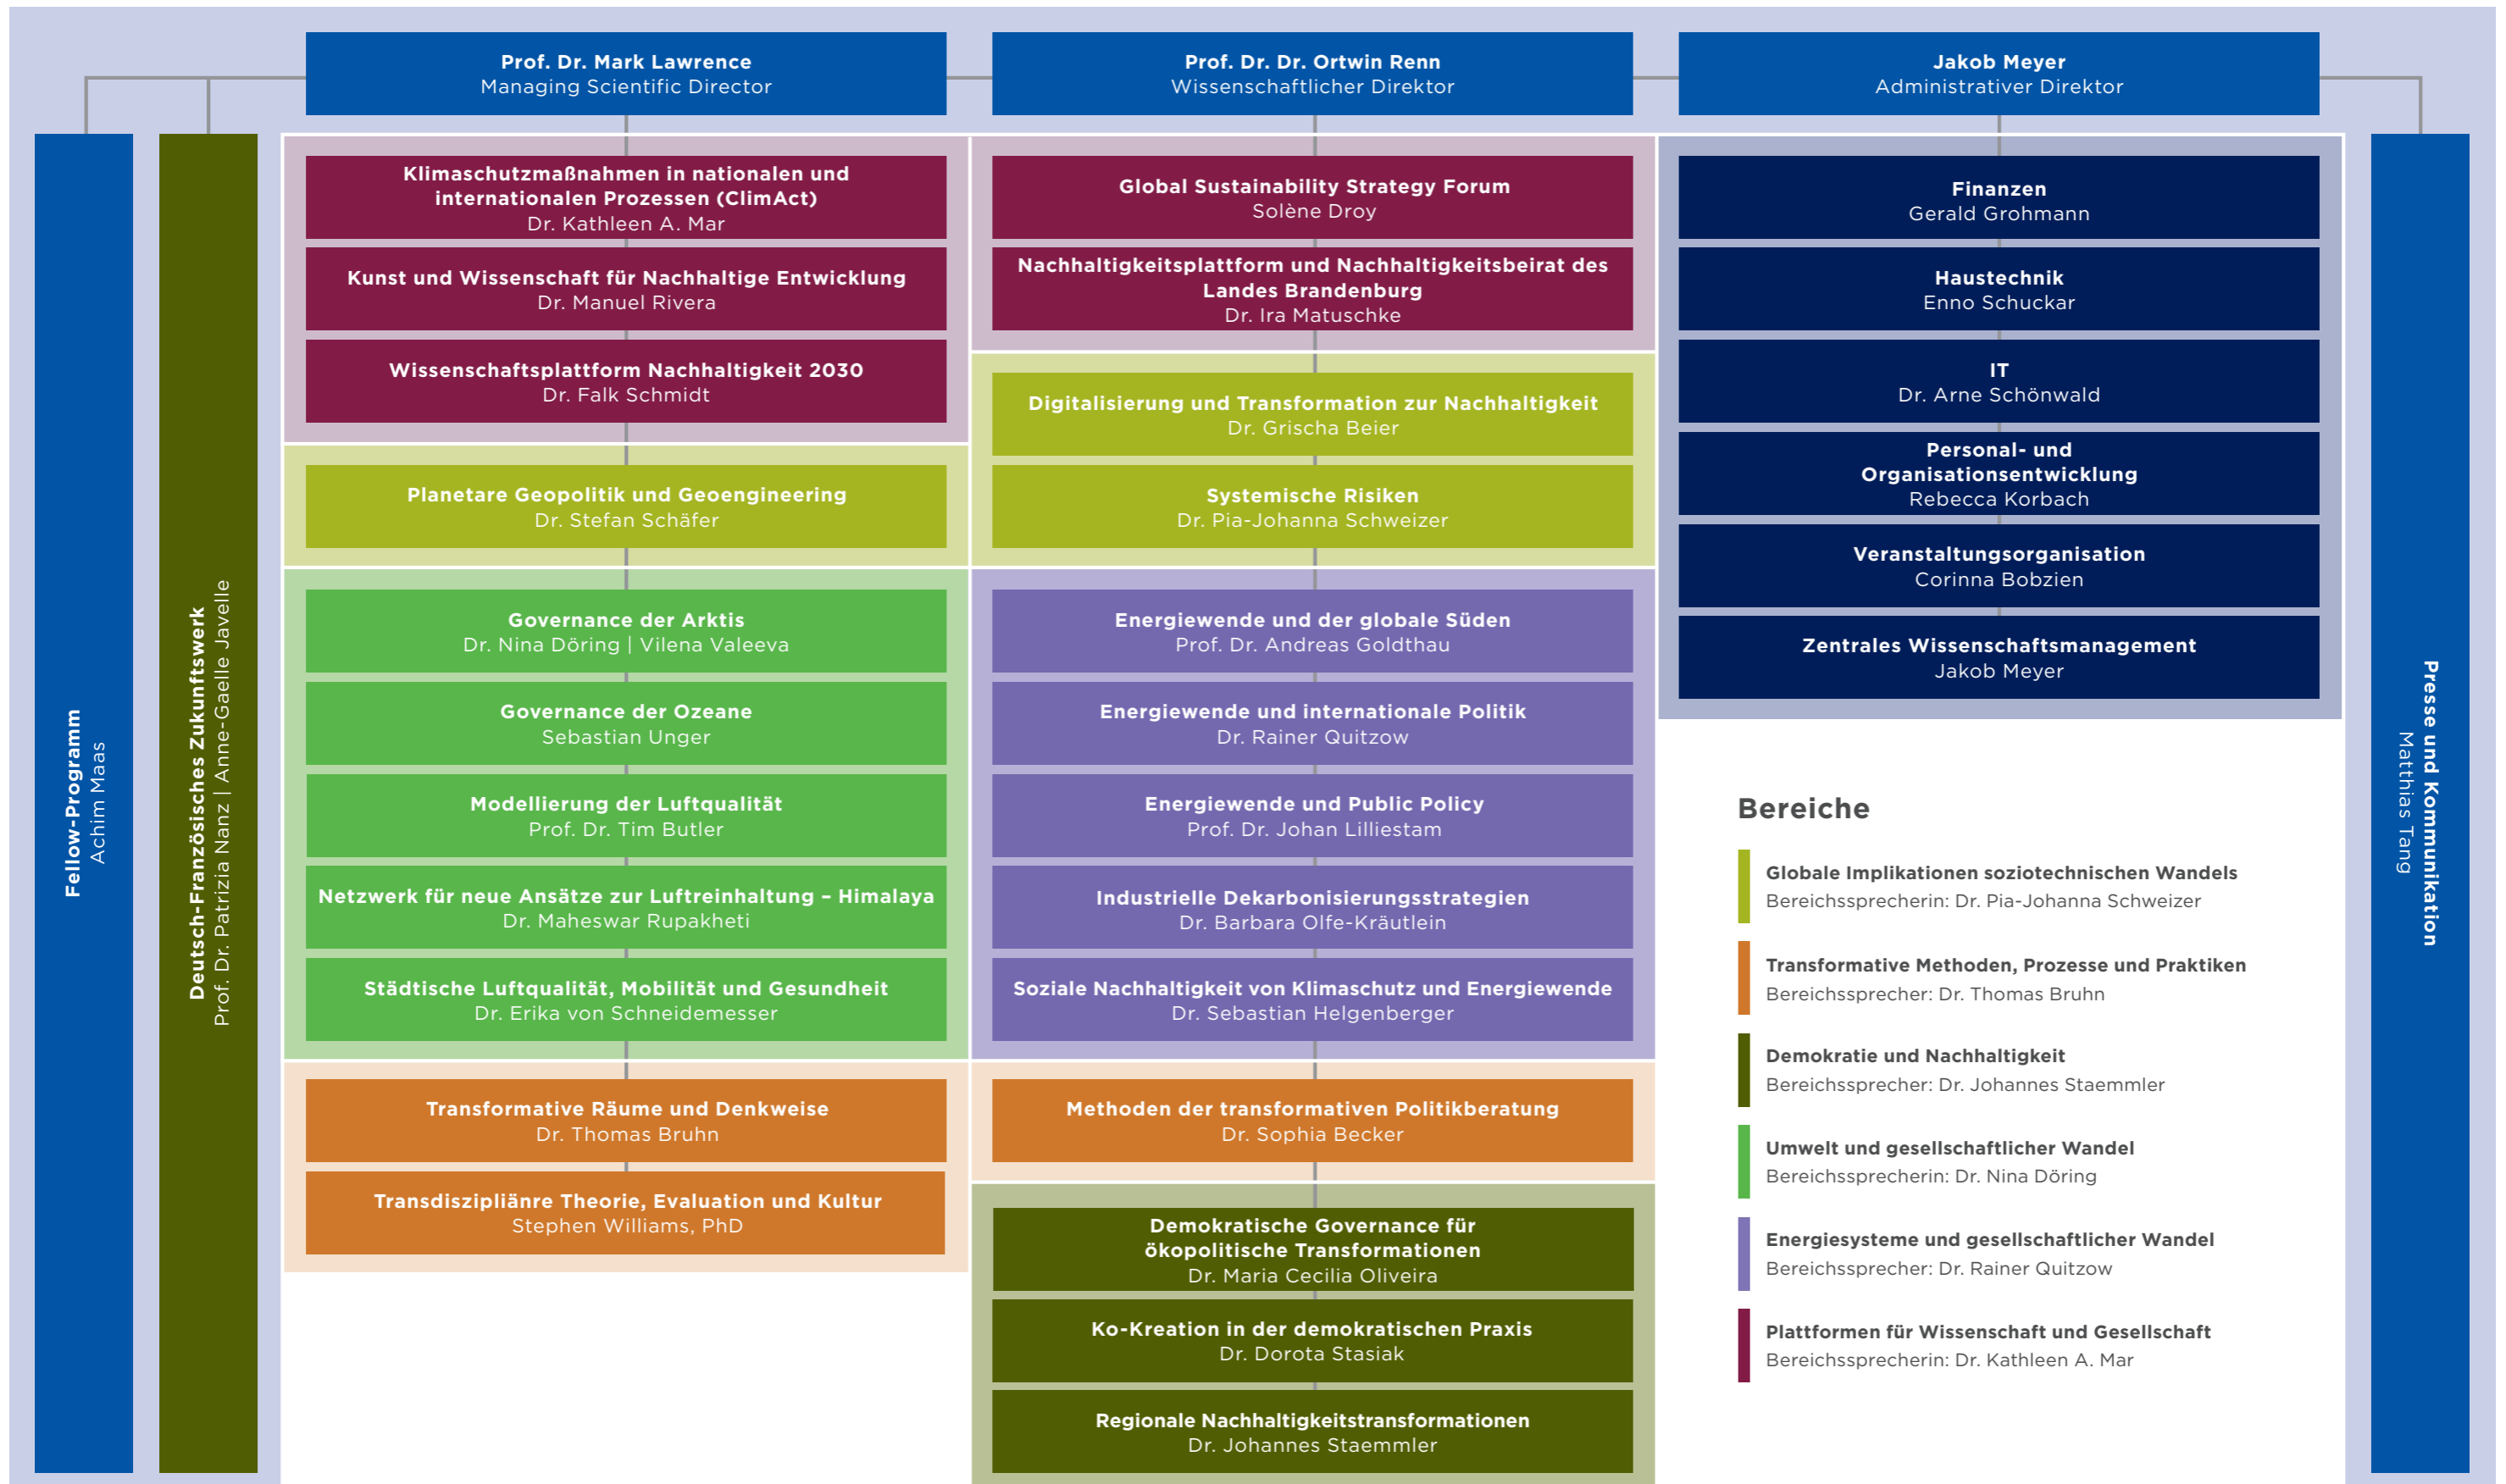 Prof. Dr. Mark Lawrence
Managing Scientific Director
Prof. Dr. Dr. Ortwin Renn
Wissenschaftlicher Direktor
Jakob Meyer
Administrativer Direktor
Fellow-Programm
Achim Maas
Deutsch-Französisches Zukunftswerk
Prof. Dr. Patrizia Nanz | Anne-Gaelle Javelle
Klimaschutzmaßnahmen in nationalen und
internationalen Prozessen (ClimAct)
Dr. Kathleen A. Mar
Kunst und Wissenschaft für Nachhaltige Entwicklung
Dr. Manuel Rivera
Wissenschaftsplattform Nachhaltigkeit 2030
Dr. Falk Schmidt
Planetare Geopolitik und Geoengineering
Dr. Stefan Schäfer
Governance der Arktis
Dr. Nina Döring | Vilena Valeeva
Governance der Ozeane
Sebastian Unger
Modellierung der Luftqualität
Prof. Dr. Tim Butler
Netzwerk für neue Ansätze zur Luftreinhaltung – Himalaya
Dr. Maheswar Rupakheti
Städtische Luftqualität, Mobilität und Gesundheit
Dr. Erika von Schneidemesser
Transformative Räume und Denkweise
Dr. Thomas Bruhn
Transdiszipliänre Theorie, Evaluation und Kultur
Stephen Williams, PhD
Global Sustainability Strategy Forum
Solène Droy
Nachhaltigkeitsplattform und Nachhaltigkeitsbeirat des
Landes Brandenburg
Dr. Ira Matuschke
Digitalisierung und Transformation zur Nachhaltigkeit
Dr. Grischa Beier
Systemische Risiken
Dr. Pia-Johanna Schweizer
Energiewende und der globale Süden
Prof. Dr. Andreas Goldthau
Energiewende und internationale Politik
Dr. Rainer Quitzow
Energiewende und Public Policy
Prof. Dr. Johan Lilliestam
Industrielle Dekarbonisierungsstrategien
Dr. Barbara Olfe-Kräutlein
Soziale Nachhaltigkeit von Klimaschutz und Energiewende
Dr. Sebastian Helgenberger
Methoden der transformativen Politikberatung
Dr. Sophia Becker
Demokratische Governance für
ökopolitische Transformationen
Dr. Maria Cecilia Oliveira
Ko-Kreation in der demokratischen Praxis
Dr. Dorota Stasiak
Regionale Nachhaltigkeitstransformationen
Dr. Johannes Staemmler
Finanzen
Gerald Grohmann
Haustechnik
Enno Schuckar
IT
Dr. Arne Schönwald
Personal- und
Organisationsentwicklung
Rebecca Korbach
Veranstaltungsorganisation
Corinna Bobzien
Zentrales Wissenschaftsmanagement
Jakob Meyer
Bereiche
Globale Implikationen soziotechnischen Wandels
Bereichssprecherin: Dr. Pia-Johanna Schweizer
Transformative Methoden, Prozesse und Praktiken
Bereichssprecher: Dr. Thomas Bruhn
Demokratie und Nachhaltigkeit
Bereichssprecher: Dr. Johannes Staemmler
Umwelt und gesellschaftlicher Wandel
Bereichssprecherin: Dr. Nina Döring
Energiesysteme und gesellschaftlicher Wandel
Bereichssprecher: Dr. Rainer Quitzow
Plattformen für Wissenschaft und Gesellschaft
Bereichssprecherin: Dr. Kathleen A. Mar
Presse und Kommunikation
Matthias Tang